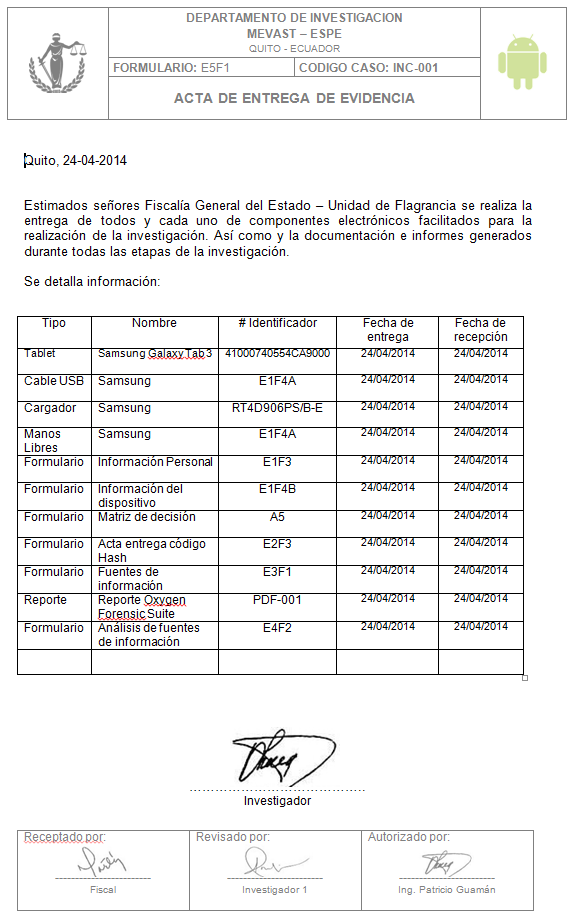 DEPARTAMENTO DE INVESTIGACION
MEVAST – ESPE
QUITO - ECUADOR
FORMULARIO: E5F1 CODIGO CASO: INC-001
ACTA DE ENTREGA DE EVIDENCIA
Quito, 24-04-2014
Estimados señores Fiscalía General del Estado – Unidad de Flagrancia se realiza la
entrega de todos y cada uno de componentes electrónicos facilitados para la
realización de la investigación. Así como y la documentación e informes generados
durante todas las etapas de la investigación.
Se detalla información:
Tipo Nombre # Identificador Fecha de entrega Fecha de recepción
Tablet Samsung Galaxy Tab 3 41000740554CA9000 24/04/2014 24/04/2014
Cable USB Samsung E1F4A 24/04/2014 24/04/2014
Cargador Samsung RT4D906PS/B-E 24/04/2014 24/04/2014
Manos Libres Samsung E1F4A 24/04/2014 24/04/2014
Formulario Información Personal E1F3 24/04/2014 24/04/2014
Formulario Información del dispositivo E1F4B 24/04/2014 24/04/2014
Formulario Matriz de decisión A5 24/04/2014 24/04/2014
Formulario Acta entrega código Hash E2F3 24/04/2014 24/04/2014
Formulario Fuentes de información E3F1 24/04/2014 24/04/2014
Reporte Reporte Oxygen Forensic Suite PDF-001 24/04/2014 24/04/2014
Formulario Análisis de fuentes de información E4F2 24/04/2014 24/04/2014
Investigador
Receptado por: Revisado por: Autorizado por:
Fiscal Investigador 1 Ing. Patricio Guamán